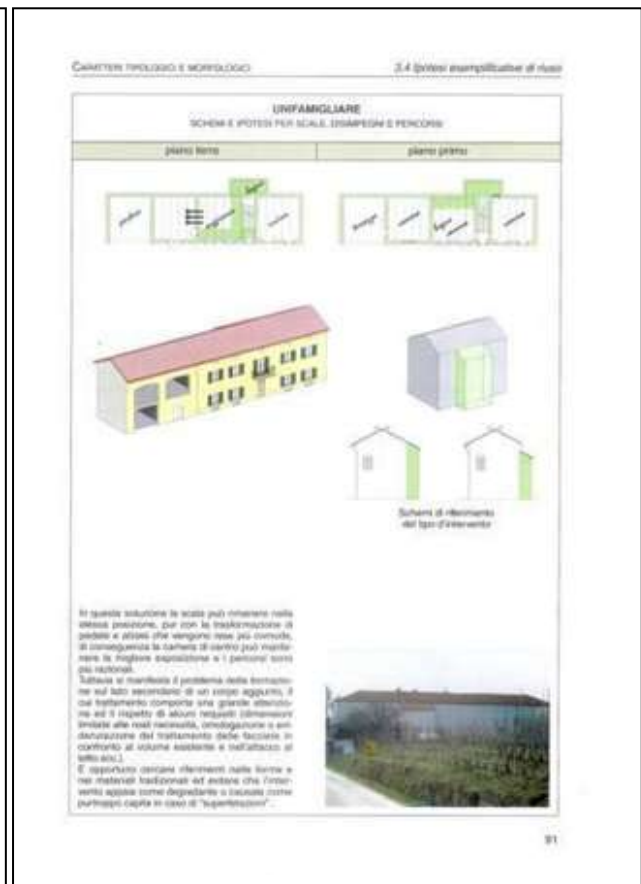 CARATTERI TIPOLOGICI E MORFOLOGICI
3.4 Ipotesi esemplificative di riuso
UNIFAMIGLIARE
SCHEMI E IPOTESI PER SCALE, DISIMPEGNI E PERCORSI
piano terra
piano primo
Schemi di riferimento
del tipo d'intervento
In questa soluzione la scala può rimanere nella
stessa posizione, pur con la trasformazione di
pedate e alzate che vengono rese più comode,
di conseguenza la camera di centro può mante-
nere la migliore esposizione e i percorsi sono
più razionali.
Tuttavia si manifesta il problema della formazio-
ne sul lato secondario di un corpo aggiunto, il
cui trattamento comporta una grande attenzio-
ne ed il rispetto di alcuni requisiti (dimensioni
limitate alle reali necessità, omologazione o
del trattamento delle facciate in
confronto al volume esistente e nell'attacco al
tetto ecc.).
E opportuno cercare riferimenti nelle forme e
nei materiali tradizionali ed evitare che l'inter-
vento appaia come degradante o casuale come
purtroppo capita in caso di "superfetazioni".
91